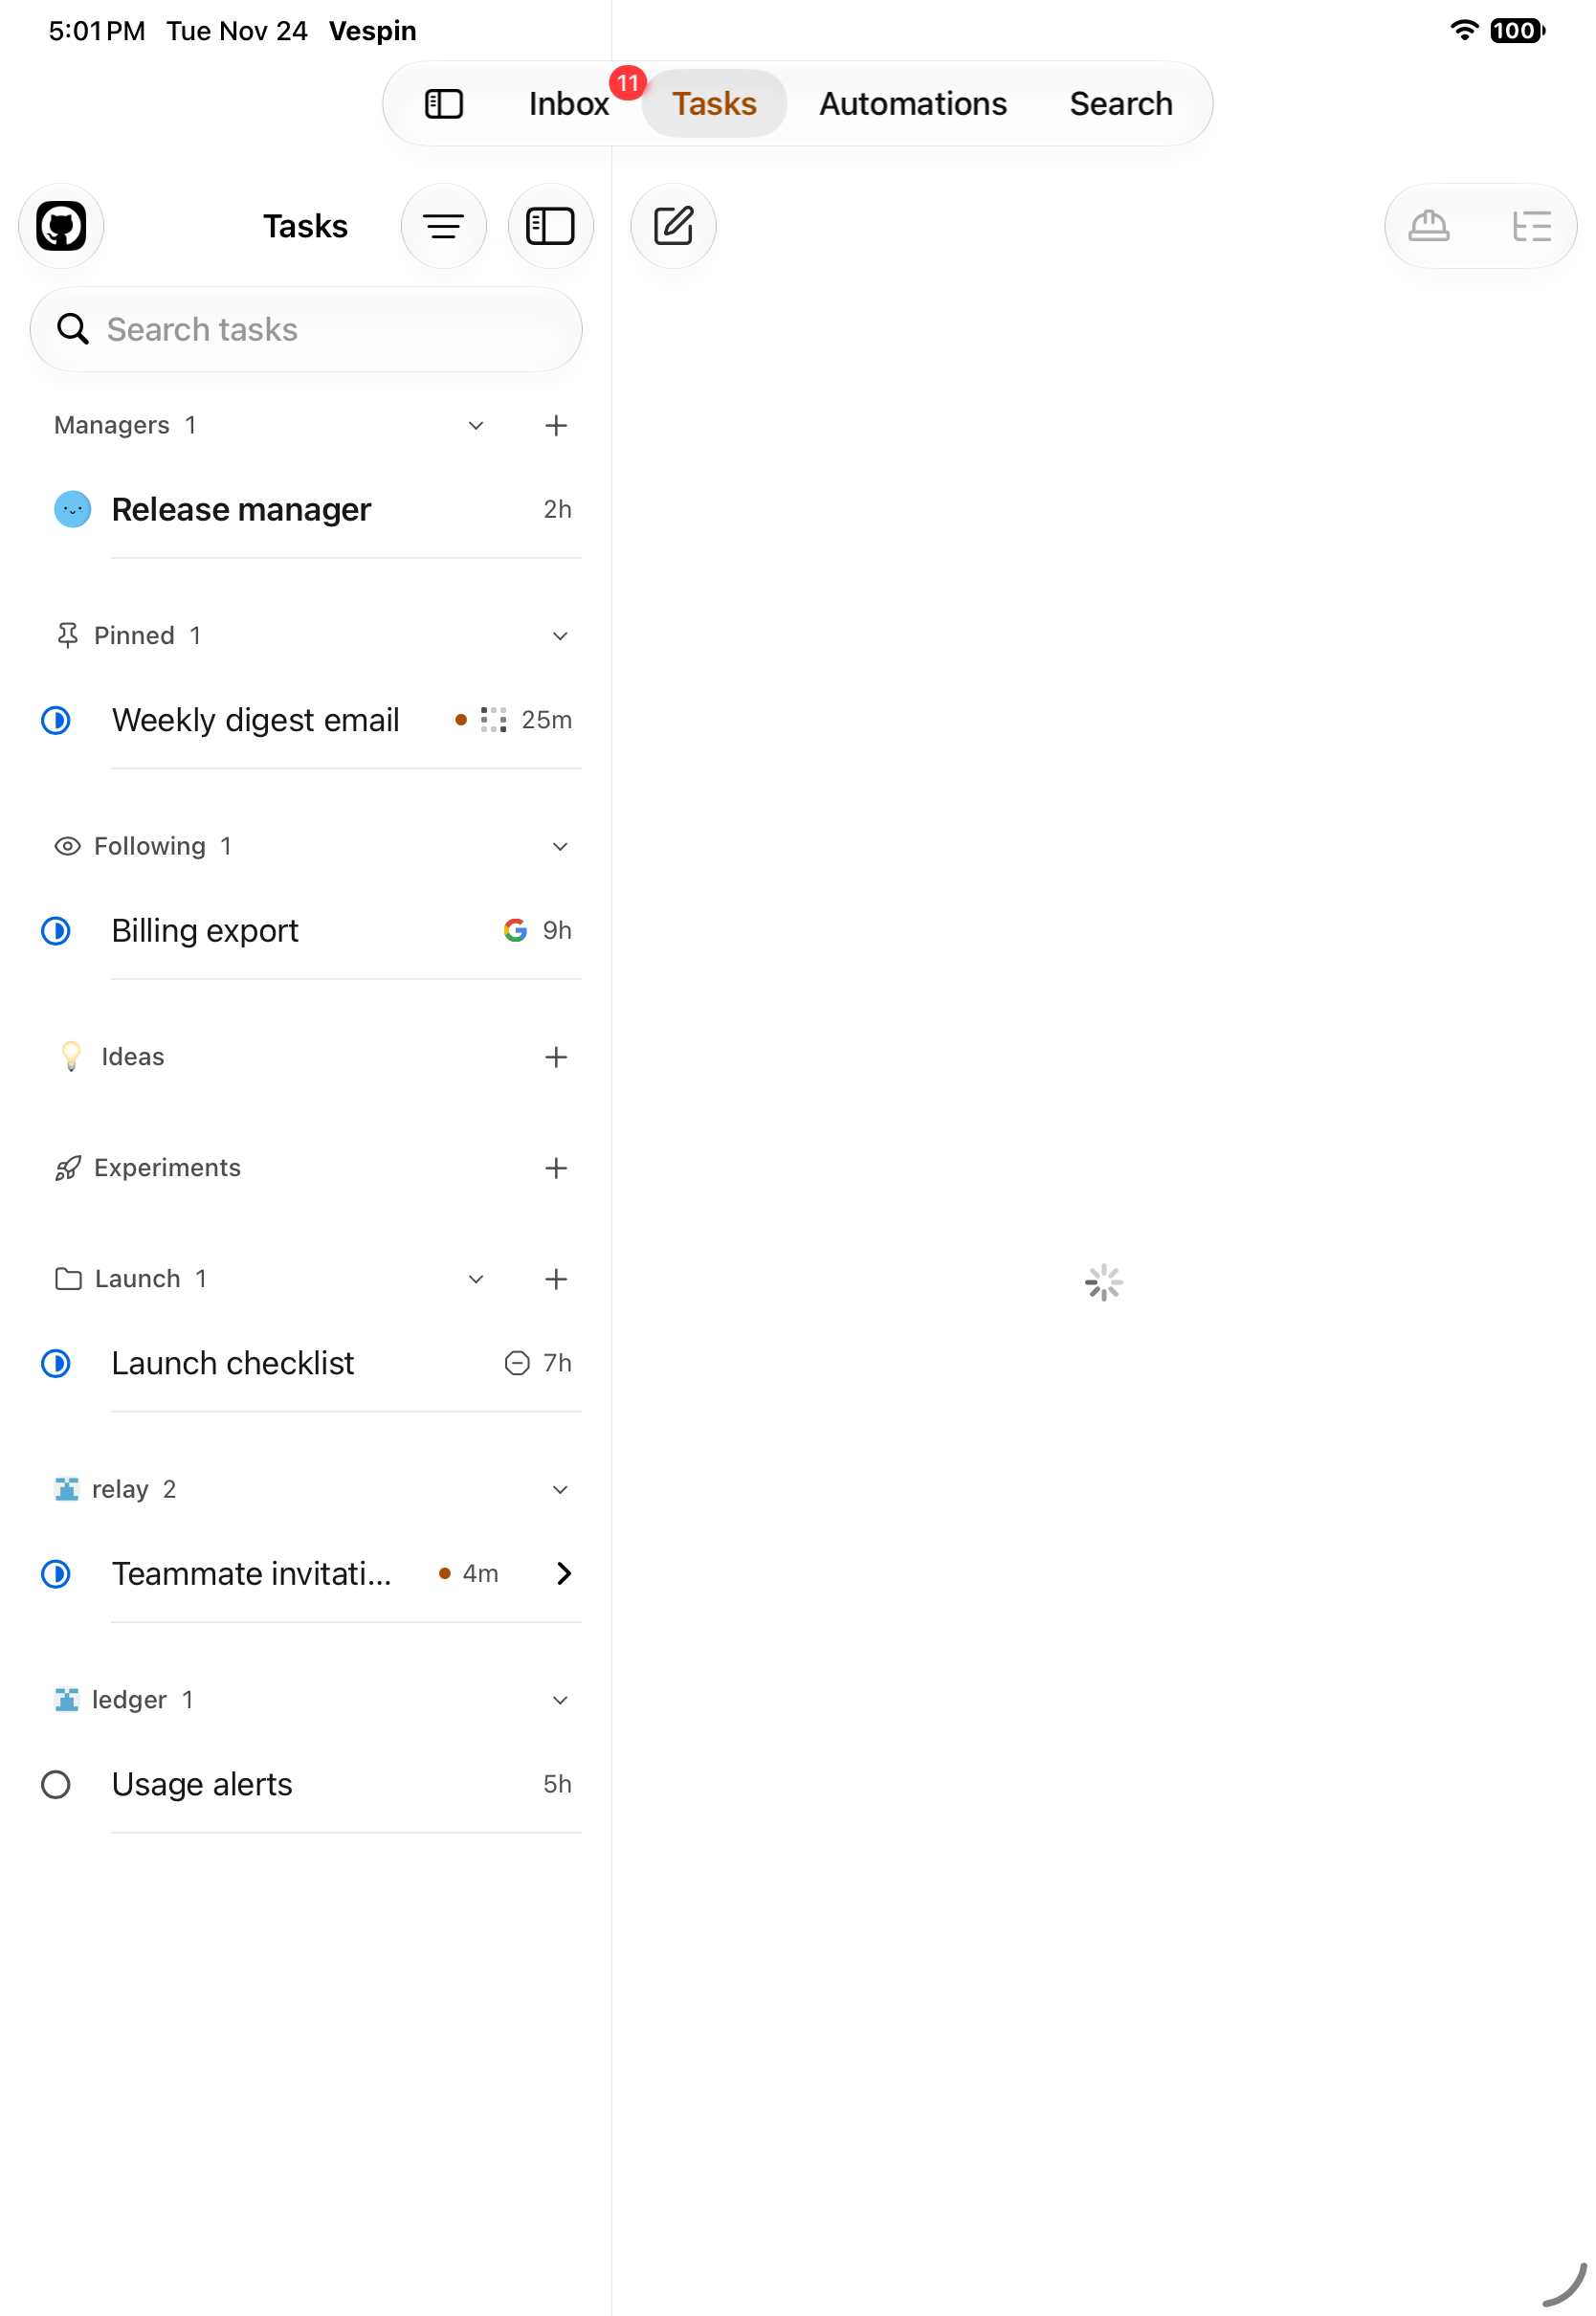 5:01 PM Tue Nov 24 Vespin
100
Inbox 11 Tasks Automations Search
Tasks
Search tasks
Managers 1
Release manager 2h
Pinned 1
Weekly digest email 25m
Following 1
Billing export 9h
Ideas
Experiments
Launch 1
Launch checklist 7h
relay 2
Teammate invitati... 4m
ledger 1
Usage alerts 5h